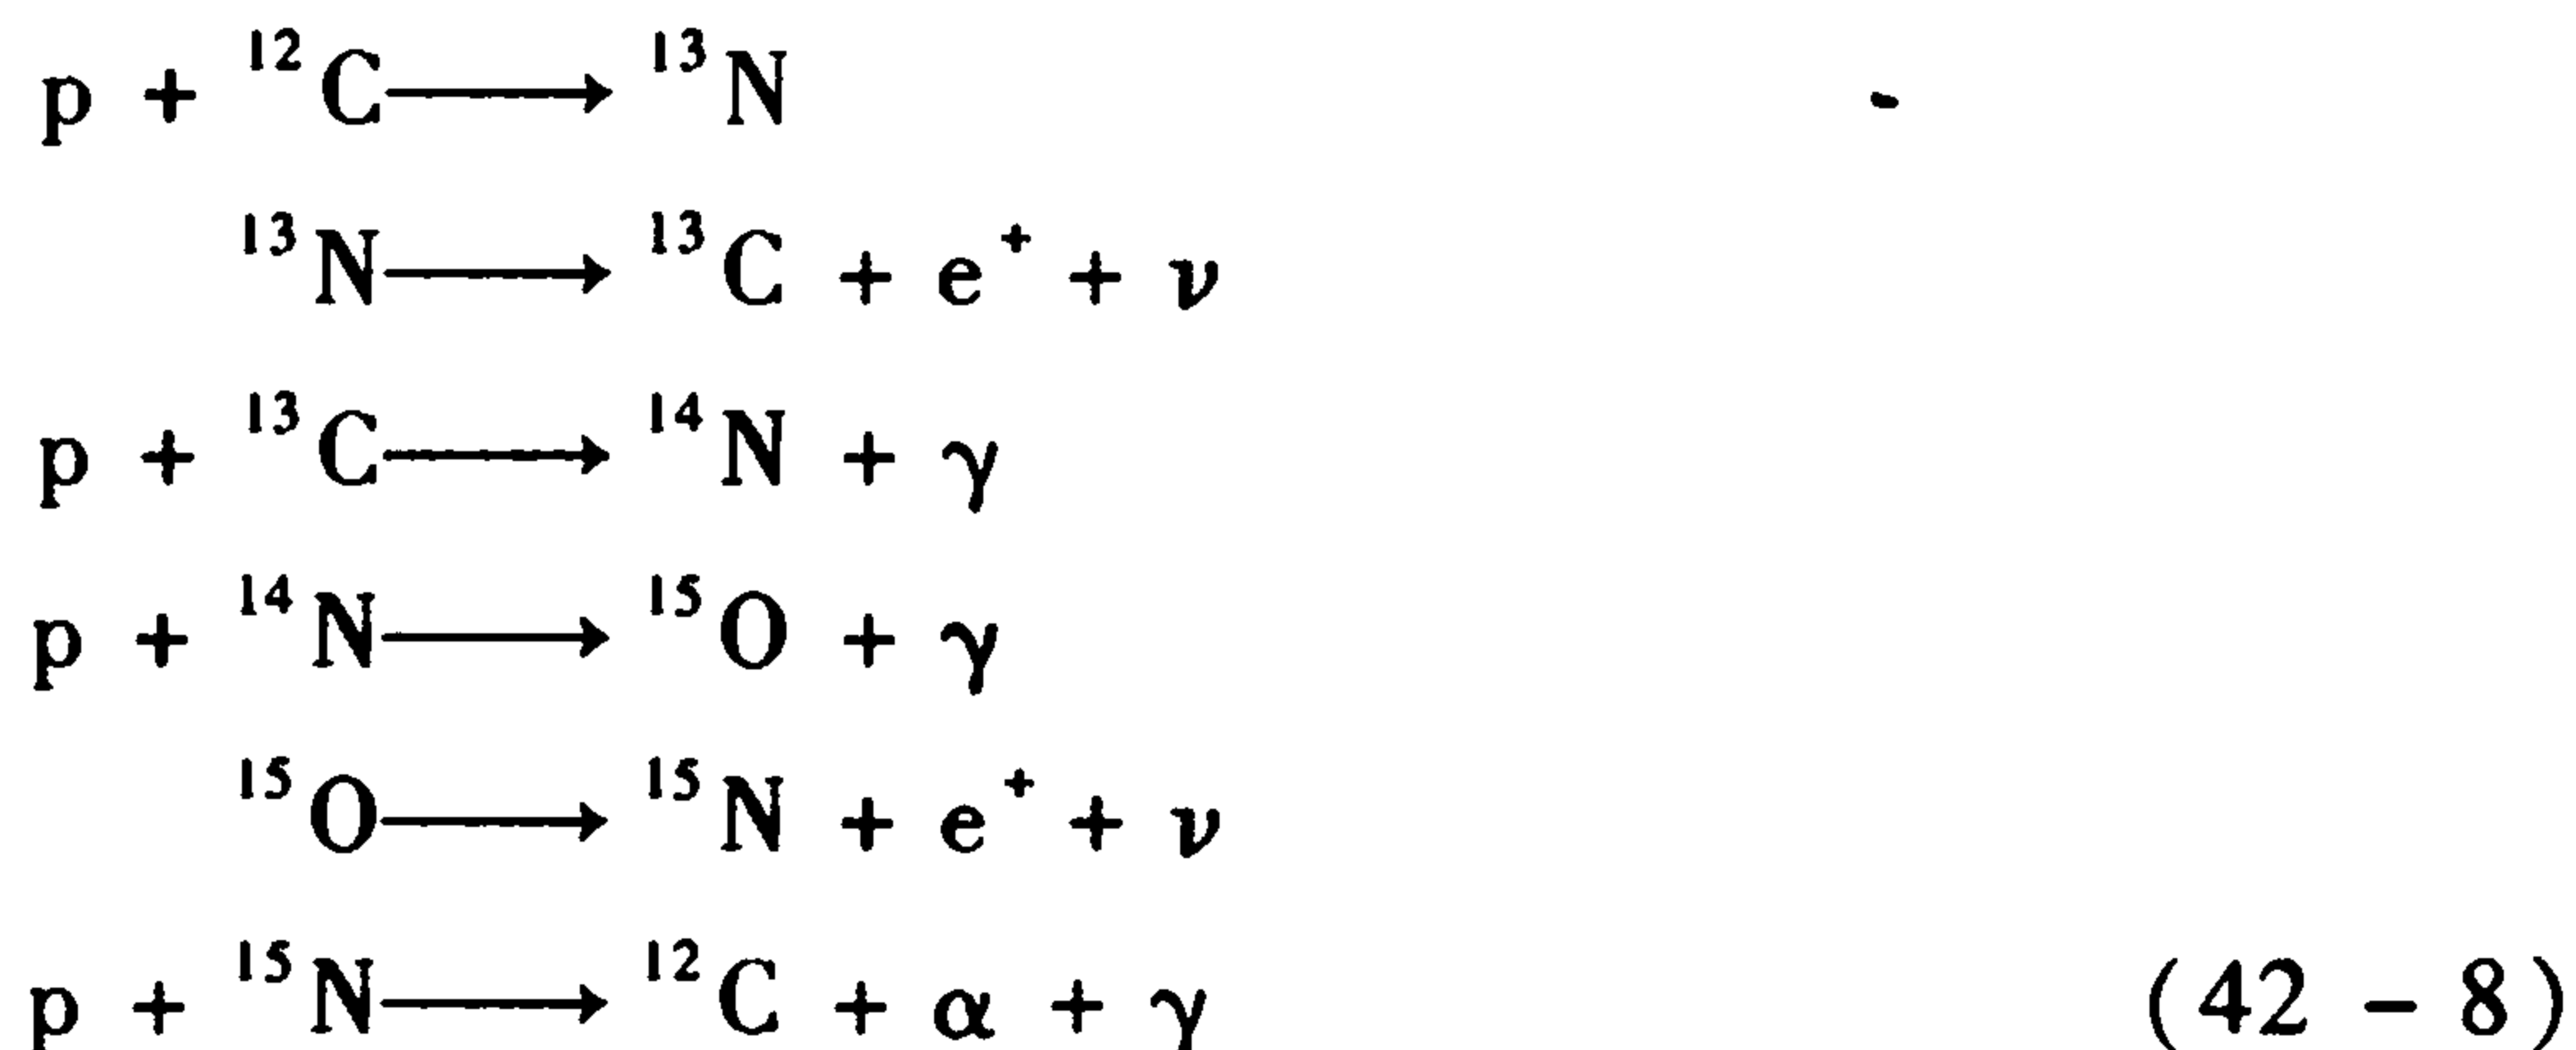 p + ¹²C ⟶ ¹³N -
¹³N ⟶ ¹³C + e⁺ + ν
p + ¹³C ⟶ ¹⁴N + γ
p + ¹⁴N ⟶ ¹⁵O + γ
¹⁵O ⟶ ¹⁵N + e⁺ + ν
p + ¹⁵N ⟶ ¹²C + α + γ (42 - 8)